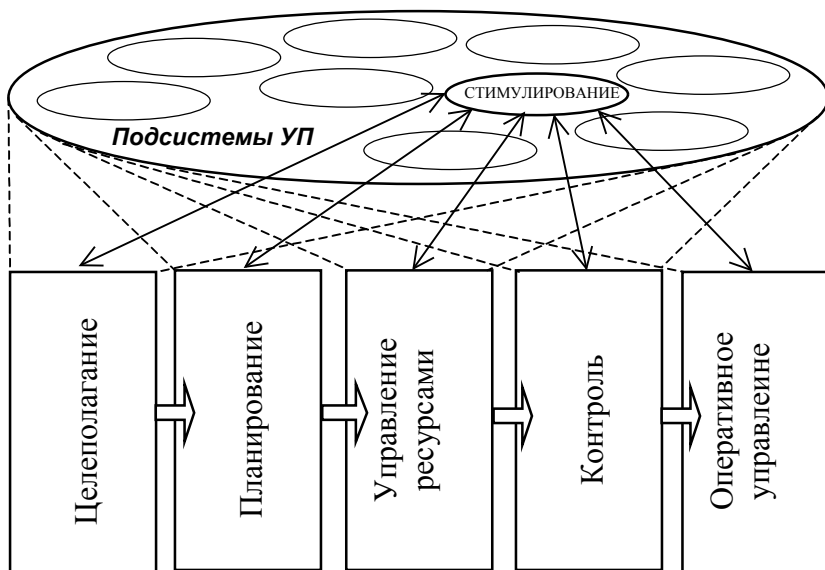 СТИМУЛИРОВАНИЕ
Подсистемы УП
Целеполагание
Планирование
Управление
ресурсами
Контроль
Оперативное
управлеине